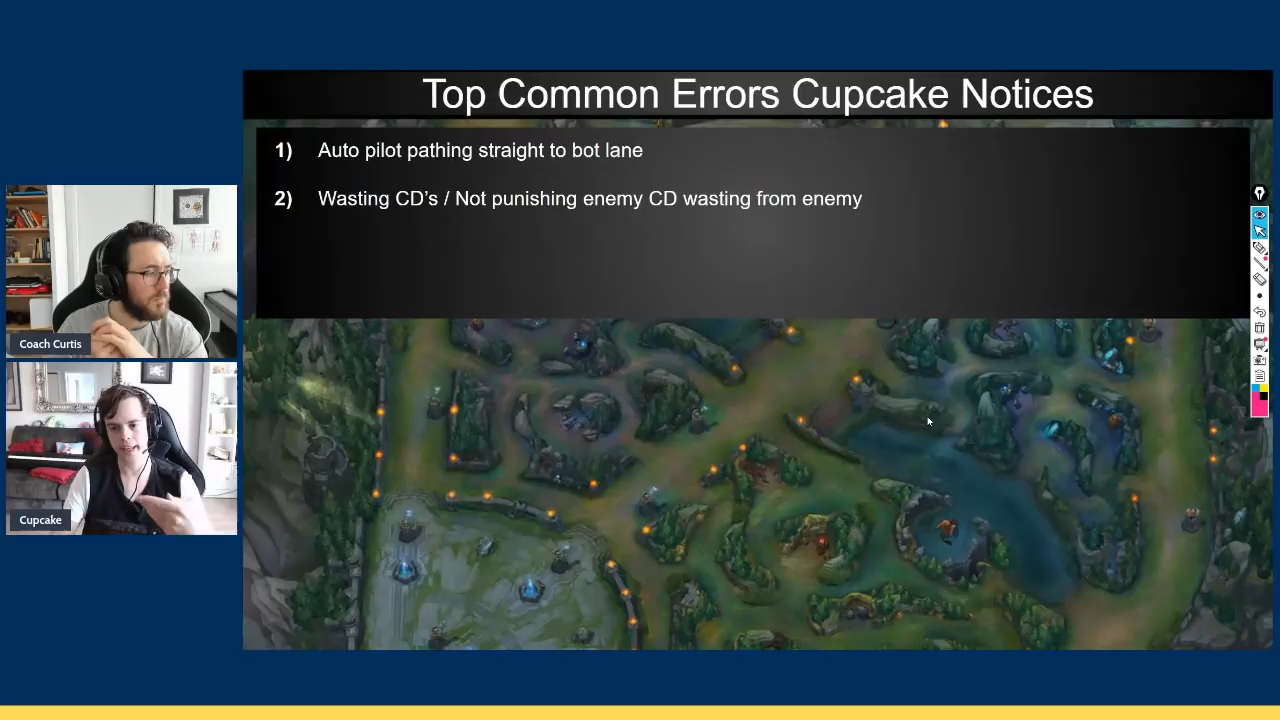 Top Common Errors Cupcake Notices
1) Auto pilot pathing straight to bot lane
2) Wasting CD's / Not punishing enemy CD wasting from enemy
Coach Curtis
Cupcake